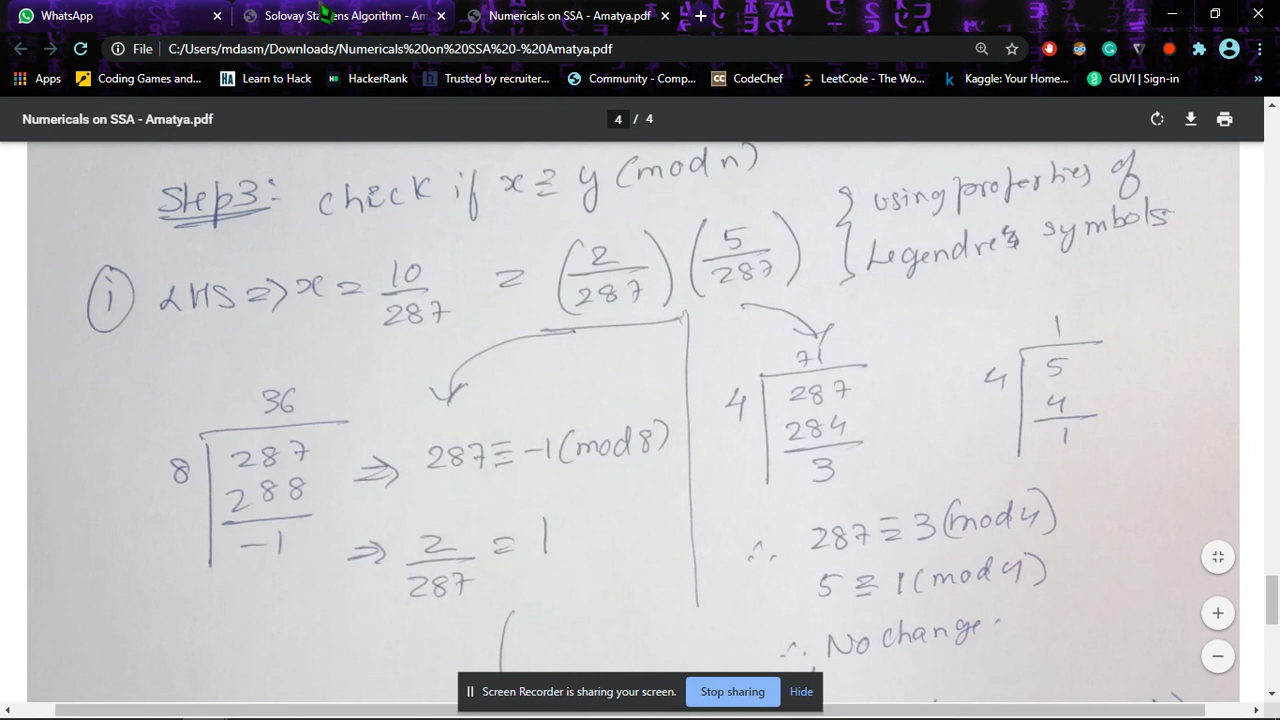 WhatsApp
Solovay St ens Algorithm - Am
Numericals on SSA - Amatya.pdf
File
C:/Users/mdasm/Downloads/Numericals%20on%20SSA%20-%20Amatya.pdf
Apps
Coding Games and...
Learn to Hack
HackerRank
Trusted by recruiter...
Community - Comp...
CodeChef
LeetCode - The Wo...
Kaggle: Your Home...
GUVI | Sign-in
»
Numericals on SSA - Amatya.pdf
4 / 4
Step3: check if x ≡ y (mod n)
using properties of
Legendre's symbols
(i) LHS => x = 10/287 = (2/287) (5/287)
36
8 287
288
-1
=> 287 ≡ -1 (mod 8)
=> 2/287 = 1
71
4 287
284
3
1
4 5
4
1
∴ 287 ≡ 3 (mod 4)
5 ≡ 1 (mod 4)
∴ No change.
Screen Recorder is sharing your screen.
Stop sharing
Hide